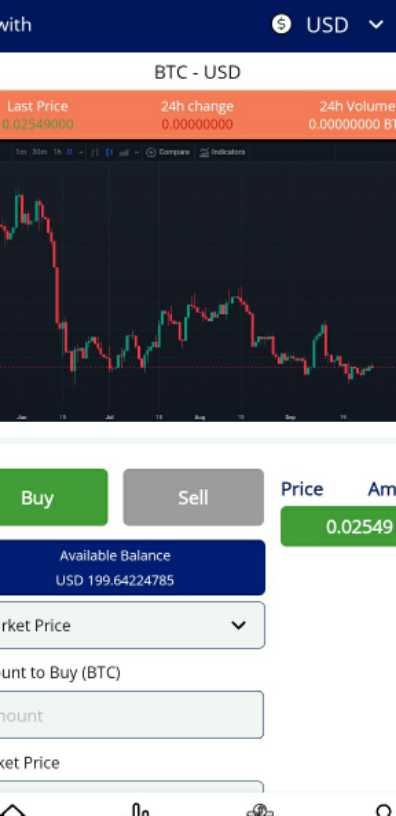 with
USD
BTC - USD
Last Price
24h change
24h Volume
0.02549000
0.00000000
0.00000000 BT
1m 30m 1h D
Compare
Indicators
Jun 15 Jul 15 Aug 15 Sep 15
Buy
Sell
Price
Am
0.02549
Available Balance
USD 199.64224785
rket Price
unt to Buy (BTC)
nount
ket Price